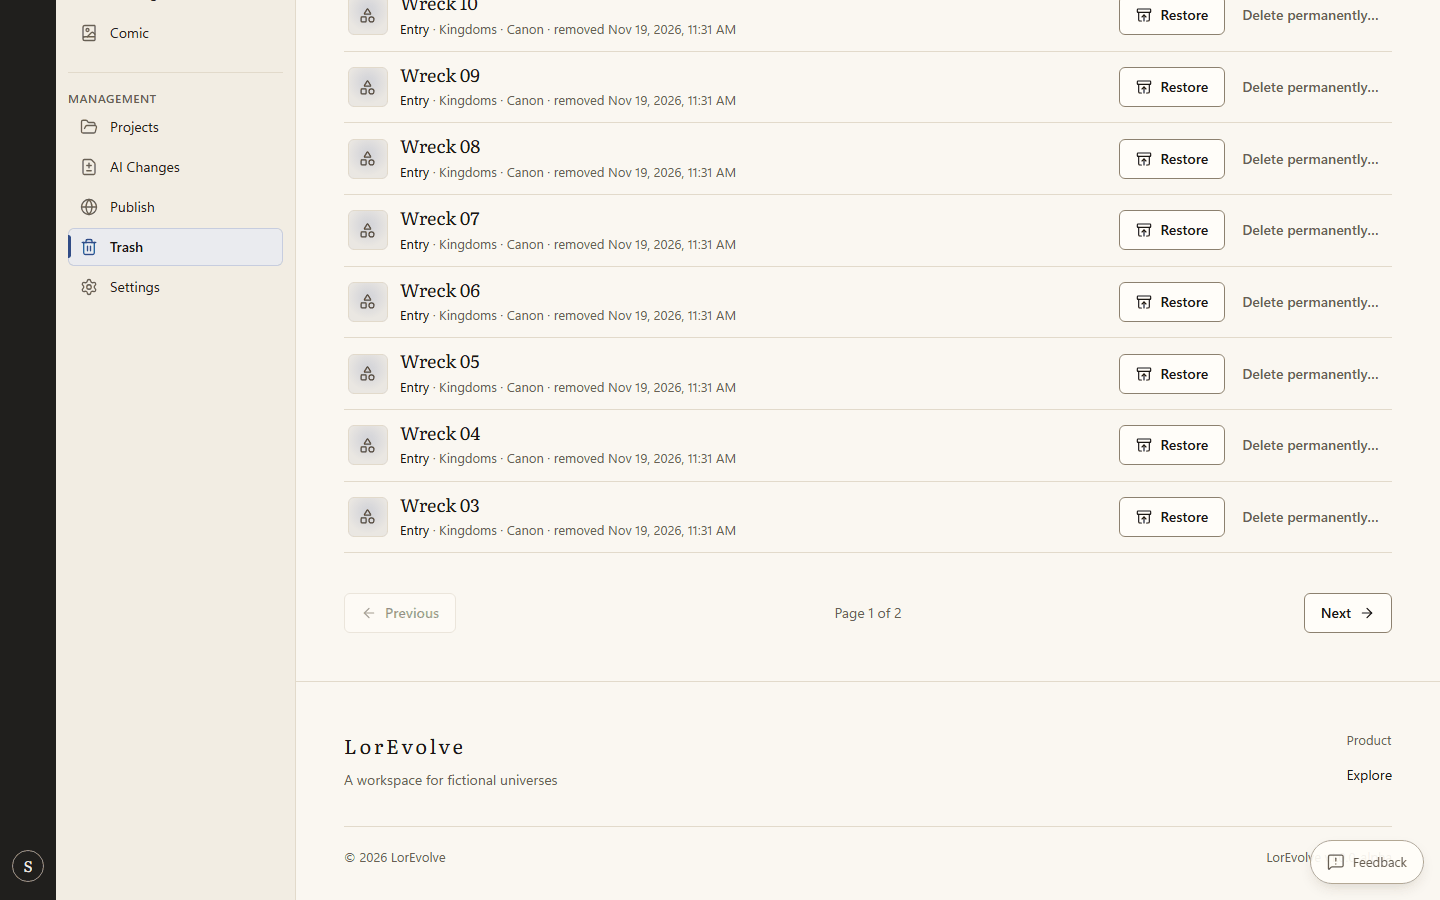 Comic
MANAGEMENT
Projects
AI Changes
Publish
Trash
Settings
S
Wreck 10
Entry · Kingdoms · Canon · removed Nov 19, 2026, 11:31 AM
Restore
Delete permanently...
Wreck 09
Entry · Kingdoms · Canon · removed Nov 19, 2026, 11:31 AM
Restore
Delete permanently...
Wreck 08
Entry · Kingdoms · Canon · removed Nov 19, 2026, 11:31 AM
Restore
Delete permanently...
Wreck 07
Entry · Kingdoms · Canon · removed Nov 19, 2026, 11:31 AM
Restore
Delete permanently...
Wreck 06
Entry · Kingdoms · Canon · removed Nov 19, 2026, 11:31 AM
Restore
Delete permanently...
Wreck 05
Entry · Kingdoms · Canon · removed Nov 19, 2026, 11:31 AM
Restore
Delete permanently...
Wreck 04
Entry · Kingdoms · Canon · removed Nov 19, 2026, 11:31 AM
Restore
Delete permanently...
Wreck 03
Entry · Kingdoms · Canon · removed Nov 19, 2026, 11:31 AM
Restore
Delete permanently...
Previous
Page 1 of 2
Next
LorEvolve
A workspace for fictional universes
Product
Explore
© 2026 LorEvolve
Feedback